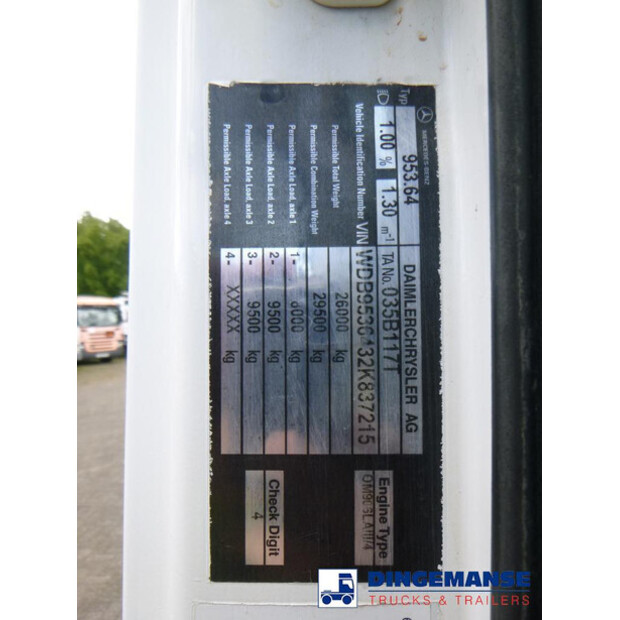 MERCEDES-BENZ
Typ 953.64 DAIMLERCHRYSLER AG
1.00 % 1.30 m-1 TA No. 035B117T
Vehicle Identification Number VIN
Permissible Total Weight 26000 kg
Permissible Combination Weight 29500 kg
Permissible Axle Load, axle 1 1- 8000 kg
Permissible Axle Load, axle 2 2- 9500 kg
Permissible Axle Load, axle 3 3- 9500 kg
Permissible Axle Load, axle 4 4- XXXXX kg
Engine Type
Check Digit
4
DINGEMANSE
TRUCKS & TRAILERS